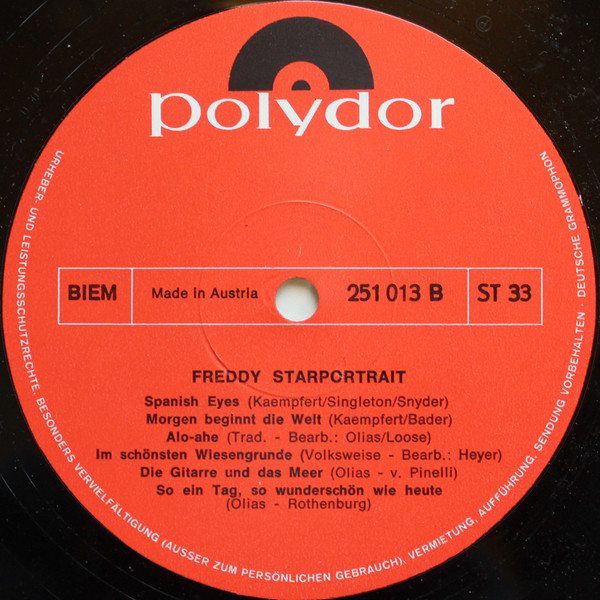 polydor
BIEM
Made in Austria
251 013 B
ST 33
FREDDY STARPORTRAIT
Spanish Eyes (Kaempfert/Singleton/Snyder)
Morgen beginnt die Welt (Kaempfert/Bader)
Alo-ahe (Trad. - Bearb.: Olias/Loose)
Im schönsten Wiesengrunde (Volksweise - Bearb.: Heyer)
Die Gitarre und das Meer (Olias - v. Pinelli)
So ein Tag, so wunderschön wie heute
(Olias - Rothenburg)
URHEBER- UND LEISTUNGSSCHUTZRECHTE, BESONDERS VERVIELFÄLTIGUNG (AUSSER ZUM PERSÖNLICHEN GEBRAUCH), VERMIETUNG, AUFFÜHRUNG, SENDUNG VORBEHALTEN · DEUTSCHE GRAMMOPHON